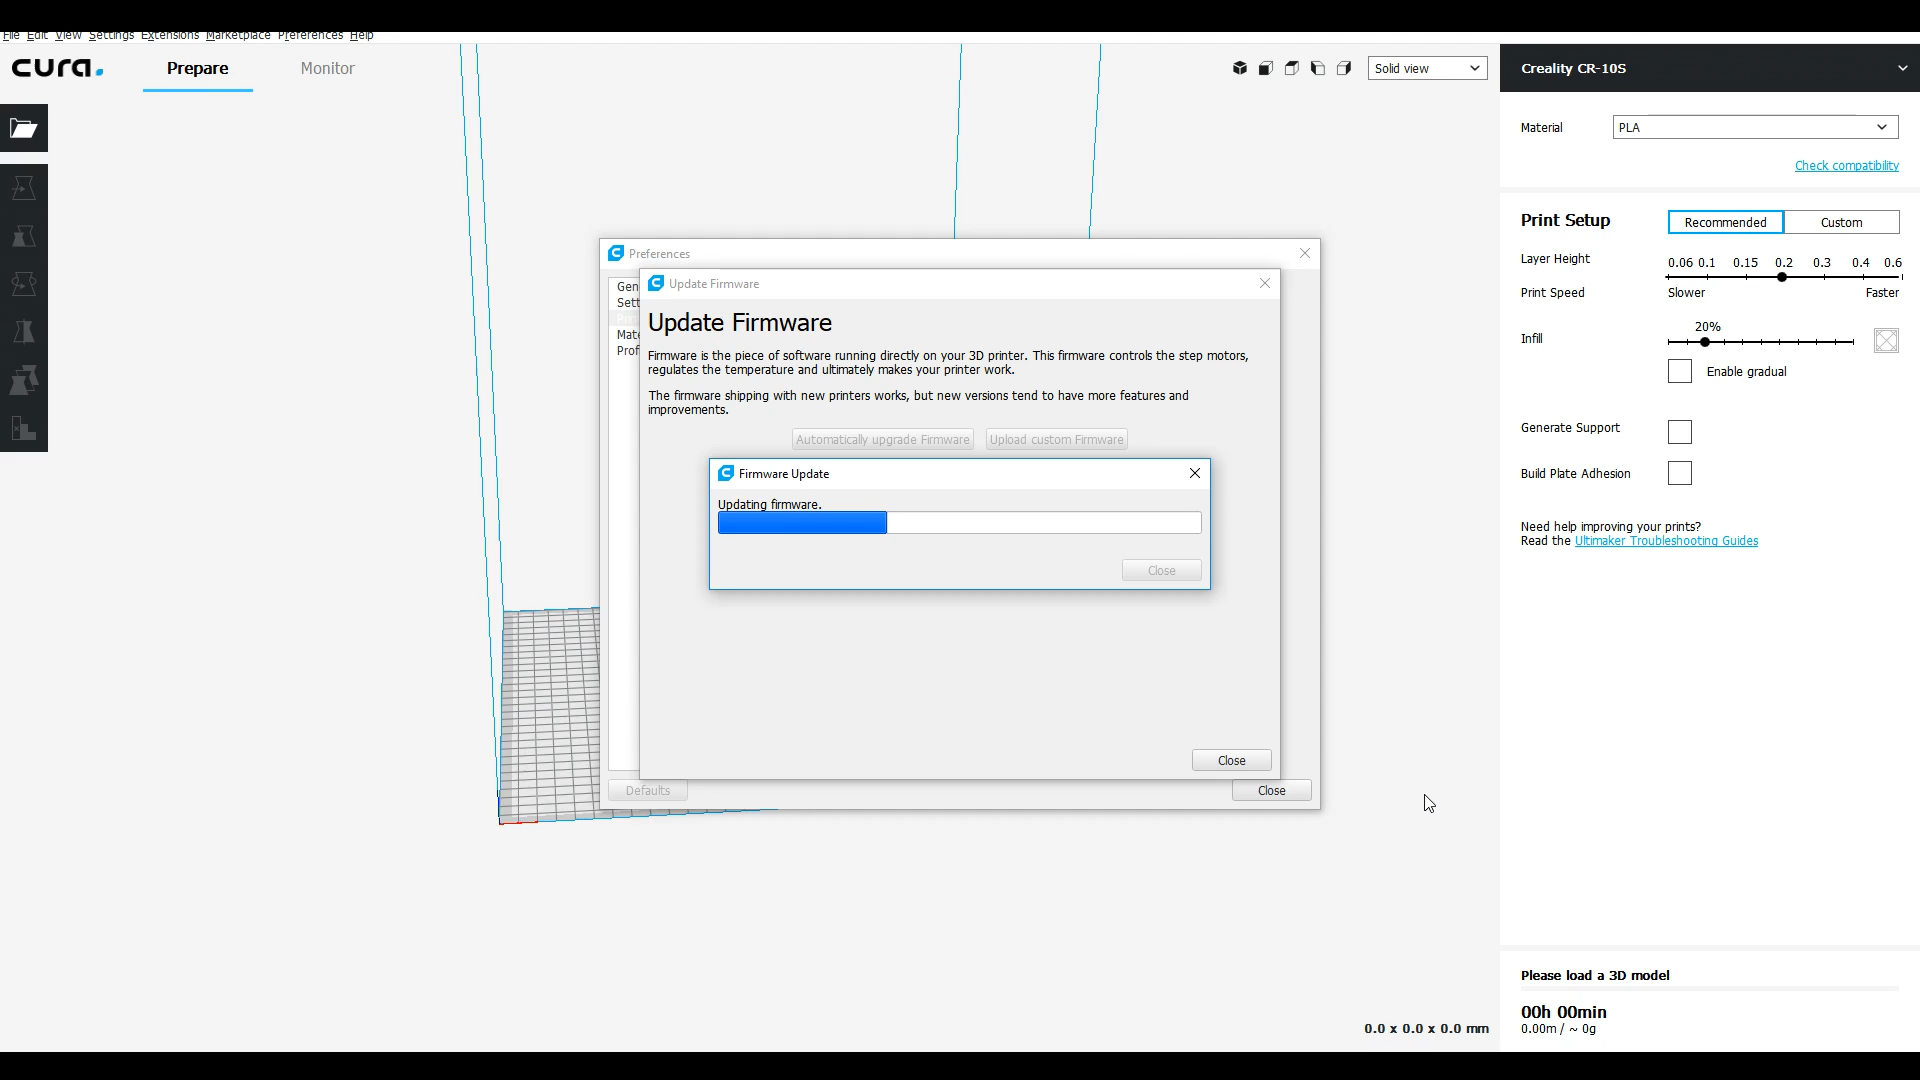 File Edit View Settings Extensions Marketplace Preferences Help
cura.
Prepare
Monitor
Solid view
Creality CR-10S
Material
PLA
Check compatibility
Print Setup
Recommended
Custom
Layer Height
0.06 0.1 0.15 0.2 0.3 0.4 0.6
Print Speed
Slower
Faster
20%
Infill
Enable gradual
Generate Support
Build Plate Adhesion
Need help improving your prints?
Read the Ultimaker Troubleshooting Guides
Preferences
Gen
Sett
Mate
Prof
Update Firmware
Update Firmware
Firmware is the piece of software running directly on your 3D printer. This firmware controls the step motors,
regulates the temperature and ultimately makes your printer work.
The firmware shipping with new printers works, but new versions tend to have more features and
improvements.
Automatically upgrade Firmware
Upload custom Firmware
Firmware Update
Updating firmware.
Close
Close
Defaults
Close
Please load a 3D model
00h 00min
0.00m / ~ 0g
0.0 x 0.0 x 0.0 mm